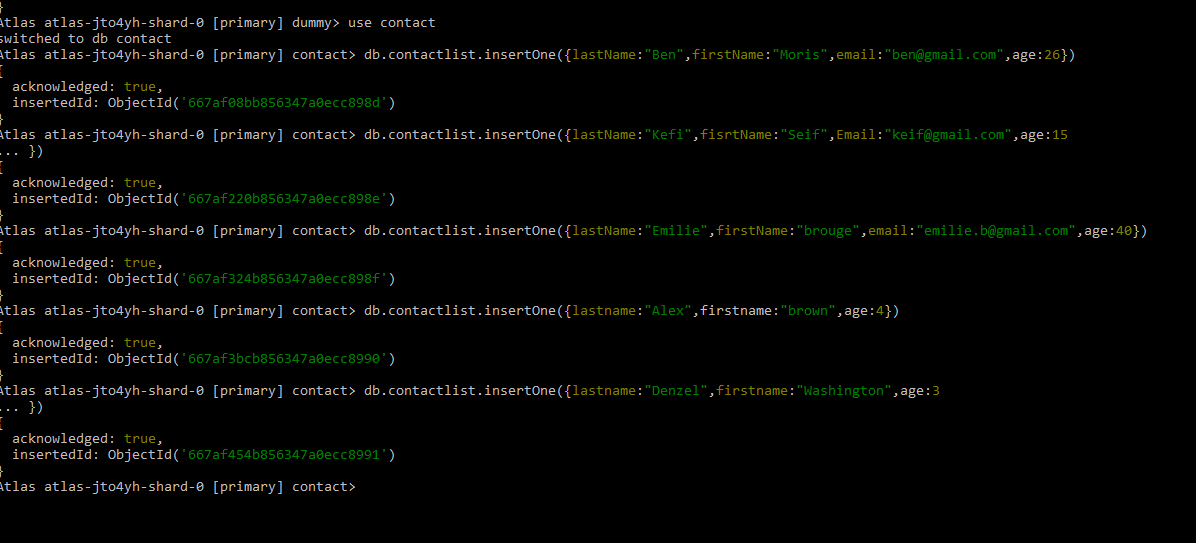 }
Atlas atlas-jto4yh-shard-0 [primary] dummy> use contact
switched to db contact
Atlas atlas-jto4yh-shard-0 [primary] contact> db.contactlist.insertOne({lastName:"Ben",firstName:"Moris",email:"ben@gmail.com",age:26})
{
  acknowledged: true,
  insertedId: ObjectId('667af08bb856347a0ecc898d')
}
Atlas atlas-jto4yh-shard-0 [primary] contact> db.contactlist.insertOne({lastName:"Kefi",fisrtName:"Seif",Email:"keif@gmail.com",age:15
... })
{
  acknowledged: true,
  insertedId: ObjectId('667af220b856347a0ecc898e')
}
Atlas atlas-jto4yh-shard-0 [primary] contact> db.contactlist.insertOne({lastName:"Emilie",firstName:"brouge",email:"emilie.b@gmail.com",age:40})
{
  acknowledged: true,
  insertedId: ObjectId('667af324b856347a0ecc898f')
}
Atlas atlas-jto4yh-shard-0 [primary] contact> db.contactlist.insertOne({lastname:"Alex",firstname:"brown",age:4})
{
  acknowledged: true,
  insertedId: ObjectId('667af3bcb856347a0ecc8990')
}
Atlas atlas-jto4yh-shard-0 [primary] contact> db.contactlist.insertOne({lastname:"Denzel",firstname:"Washington",age:3
... })
{
  acknowledged: true,
  insertedId: ObjectId('667af454b856347a0ecc8991')
}
Atlas atlas-jto4yh-shard-0 [primary] contact>